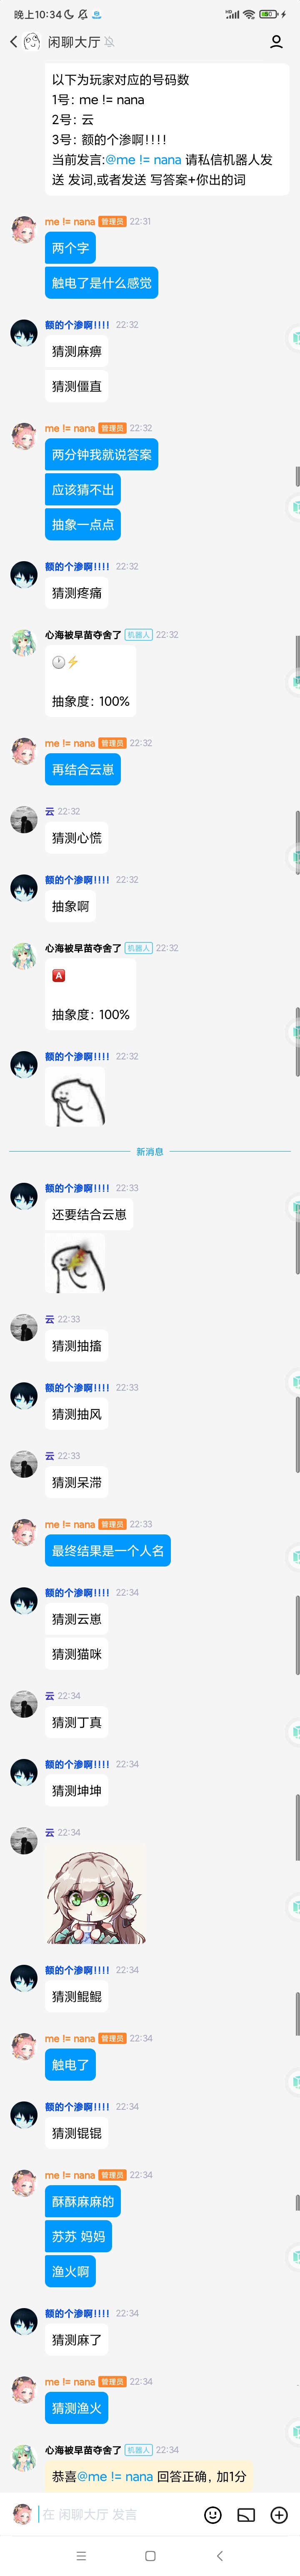 晚上10:34
闲聊大厅
以下为玩家对应的号码数
1号: me != nana
2号: 云
3号: 额的个渗啊!!!!
当前发言:@me != nana 请私信机器人发
送 发词,或者发送 写答案+你出的词
me != nana 管理员 22:31
两个字
触电了是什么感觉
额的个渗啊!!!! 22:32
猜测麻痹
猜测僵直
me != nana 管理员 22:32
两分钟我就说答案
应该猜不出
抽象一点点
额的个渗啊!!!! 22:32
猜测疼痛
心海被早苗夺舍了 机器人 22:32
🕐⚡
抽象度: 100%
me != nana 管理员 22:32
再结合云崽
云 22:32
猜测心慌
额的个渗啊!!!! 22:32
抽象啊
心海被早苗夺舍了 机器人 22:32
🅰
抽象度: 100%
额的个渗啊!!!! 22:32
新消息
额的个渗啊!!!! 22:33
还要结合云崽
云 22:33
猜测抽搐
额的个渗啊!!!! 22:33
猜测抽风
云 22:33
猜测呆滞
me != nana 管理员 22:33
最终结果是一个人名
额的个渗啊!!!! 22:34
猜测云崽
猜测猫咪
云 22:34
猜测丁真
额的个渗啊!!!! 22:34
猜测坤坤
云 22:34
额的个渗啊!!!! 22:34
猜测鲲鲲
me != nana 管理员 22:34
触电了
额的个渗啊!!!! 22:34
猜测锟锟
me != nana 管理员 22:34
酥酥麻麻的
苏苏 妈妈
渔火啊
额的个渗啊!!!! 22:34
猜测麻了
me != nana 管理员 22:34
猜测渔火
心海被早苗夺舍了 机器人 22:34
恭喜@me != nana 回答正确, 加1分
在 闲聊大厅 发言